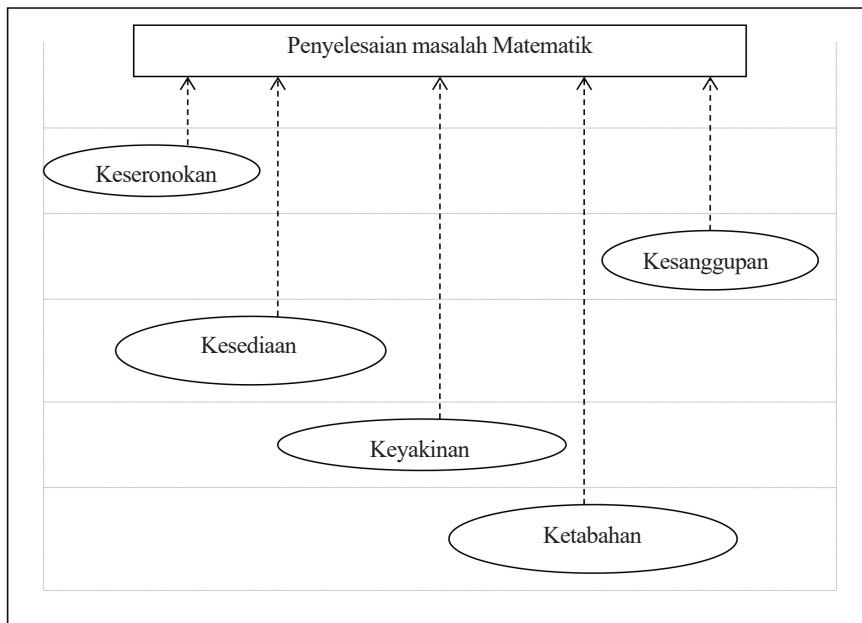 Penyelesaian masalah Matematik
Keseronokan
Kesanggupan
Kesediaan
Keyakinan
Ketabahan